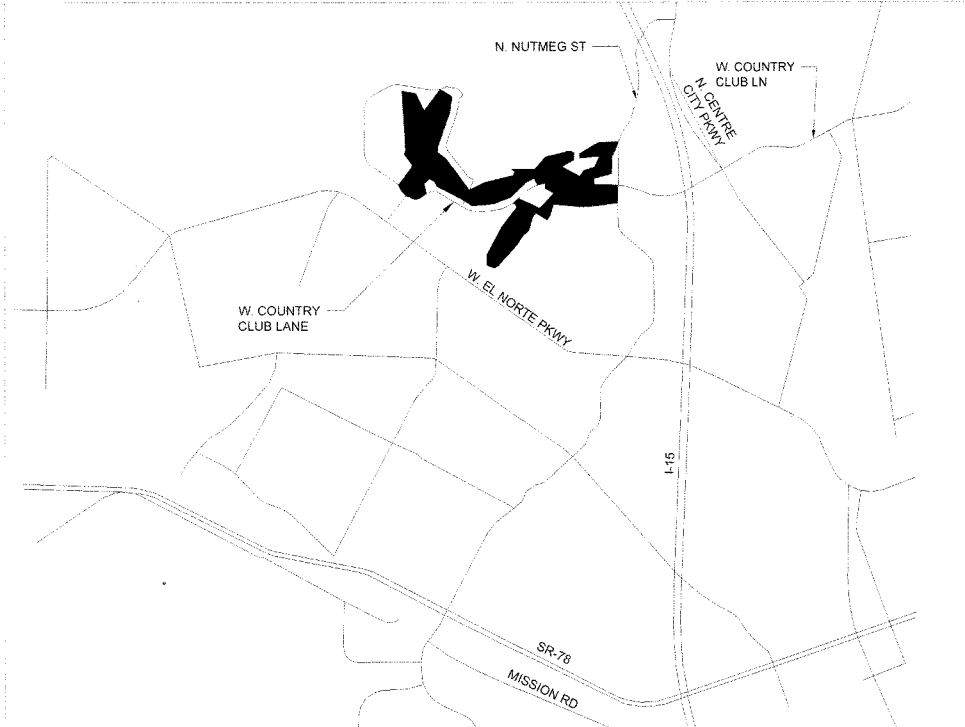 N. NUTMEG ST
W. COUNTRY
CLUB LN
N. CENTRE
CITY PKWY
W. COUNTRY
CLUB LANE
W. EL NORTE PKWY
I-15
SR-78
MISSION RD